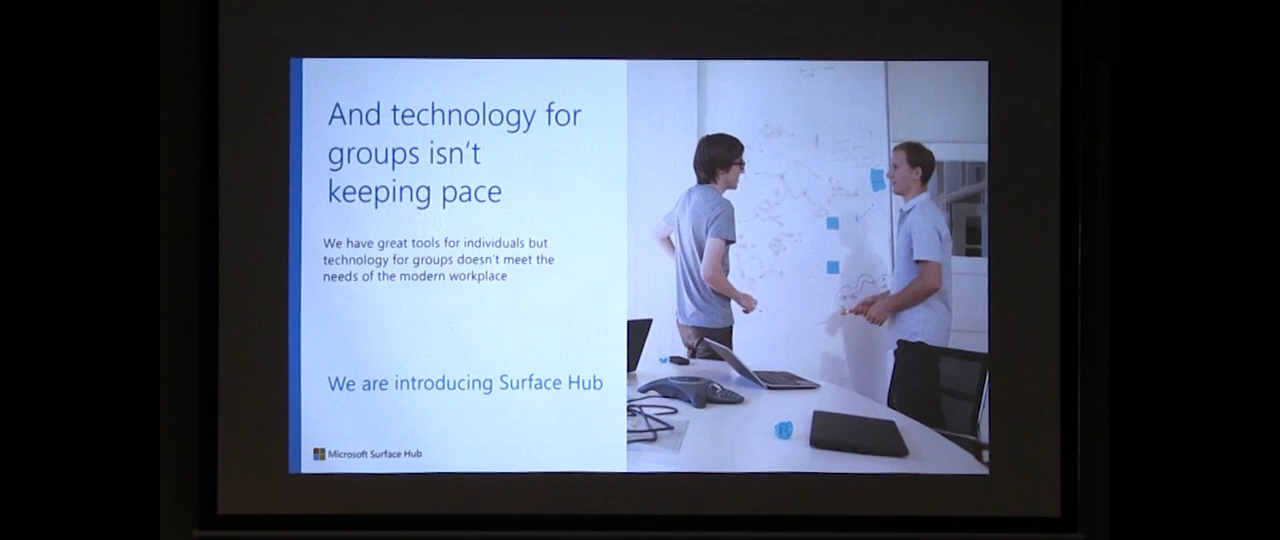 And technology for
groups isn't
keeping pace
We have great tools for individuals but
technology for groups doesn't meet the
needs of the modern workplace
We are introducing Surface Hub
Microsoft Surface Hub